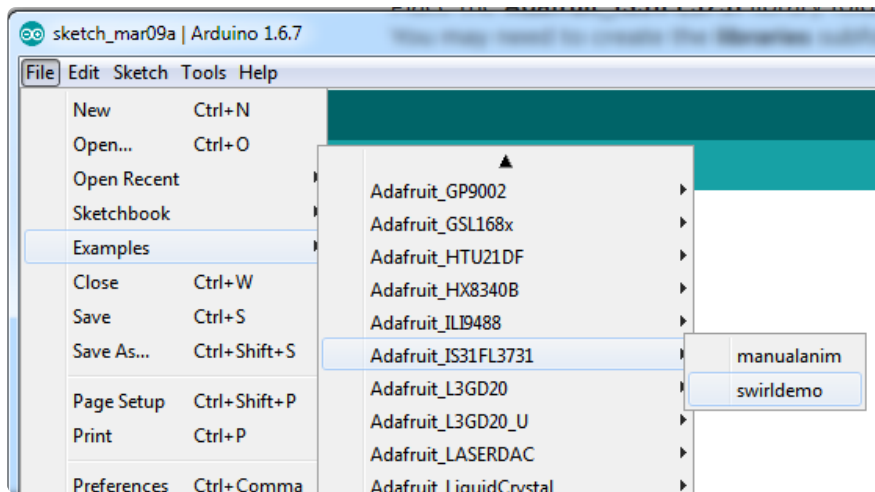 sketch_mar09a | Arduino 1.6.7
File Edit Sketch Tools Help
New Ctrl+N
Open... Ctrl+O
Open Recent
Sketchbook
Examples
Close Ctrl+W
Save Ctrl+S
Save As... Ctrl+Shift+S
Page Setup Ctrl+Shift+P
Print Ctrl+P
Preferences Ctrl+Comma
Adafruit_GP9002
Adafruit_GSL168x
Adafruit_HTU21DF
Adafruit_HX8340B
Adafruit_ILI9488
Adafruit_IS31FL3731
Adafruit_L3GD20
Adafruit_L3GD20_U
Adafruit_LASERDAC
Adafruit_LiquidCrystal
manualanim
swirldemo